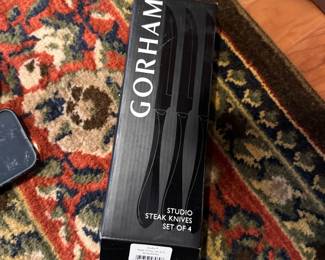 GORHAM
STUDIO
STEAK KNIVES
SET OF 4